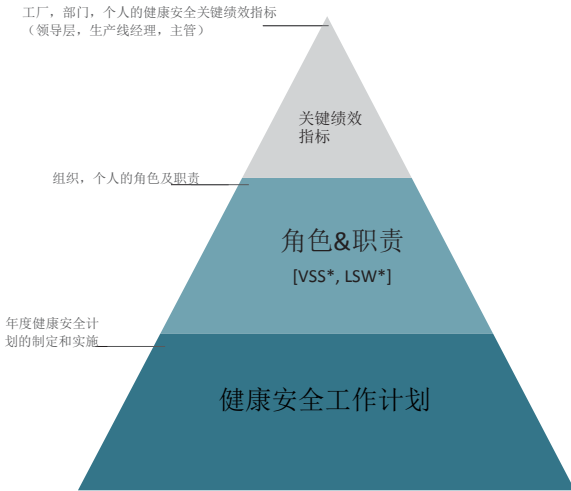 工厂，部门，个人的健康安全关键绩效指标
（领导层，生产线经理，主管）
关键绩效
指标
组织，个人的角色及职责
角色&职责
[VSS*, LSW*]
年度健康安全计
划的制定和实施
健康安全工作计划